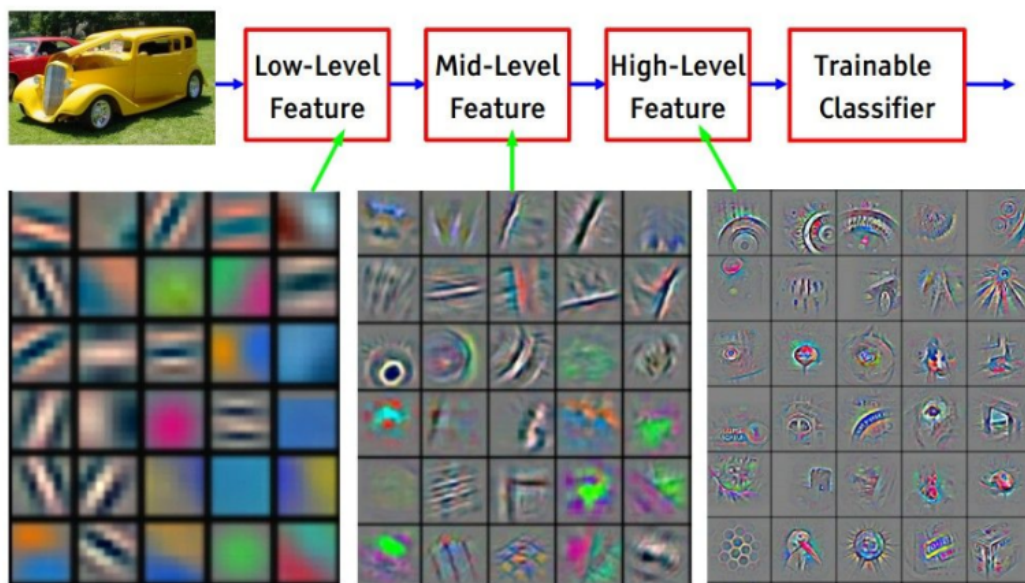 Low-Level
Feature
Mid-Level
Feature
High-Level
Feature
Trainable
Classifier